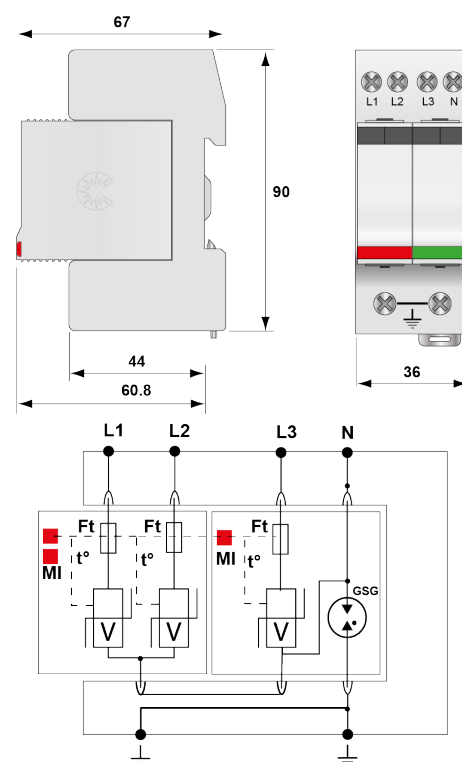 67
L1 L2 L3 N
90
44
60.8
36
L1 L2 L3 N
Ft Ft Ft
MI t° t° MI t°
GSG
V V V